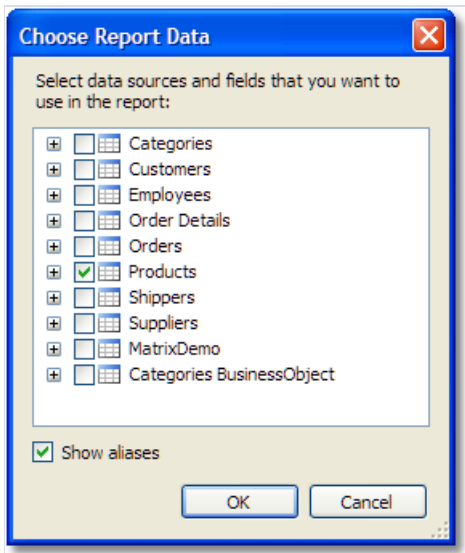 Choose Report Data
Select data sources and fields that you want to
use in the report:
Categories
Customers
Employees
Order Details
Orders
Products
Shippers
Suppliers
MatrixDemo
Categories BusinessObject
Show aliases
OK
Cancel